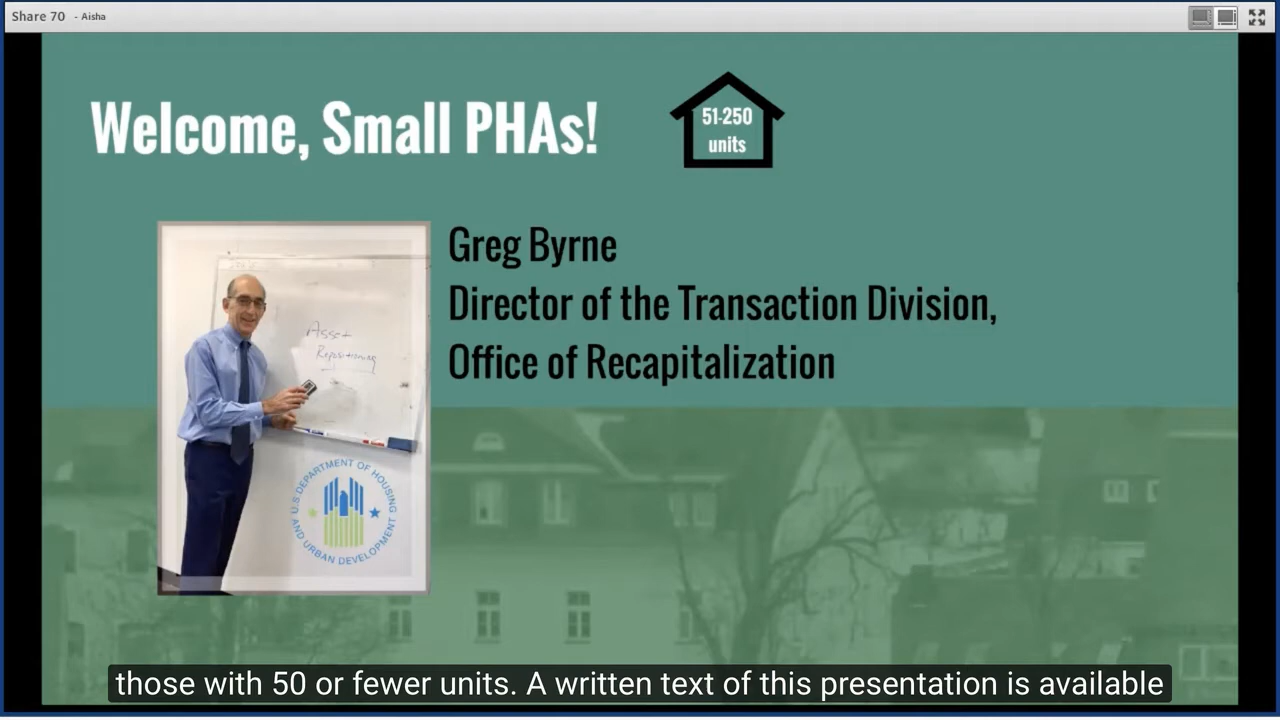 Share 70 - Aisha
Welcome, Small PHAs!
51-250
units
Greg Byrne
Director of the Transaction Division,
Office of Recapitalization
Asset
Repositioning
U.S. DEPARTMENT OF HOUSING
AND URBAN DEVELOPMENT
those with 50 or fewer units. A written text of this presentation is available